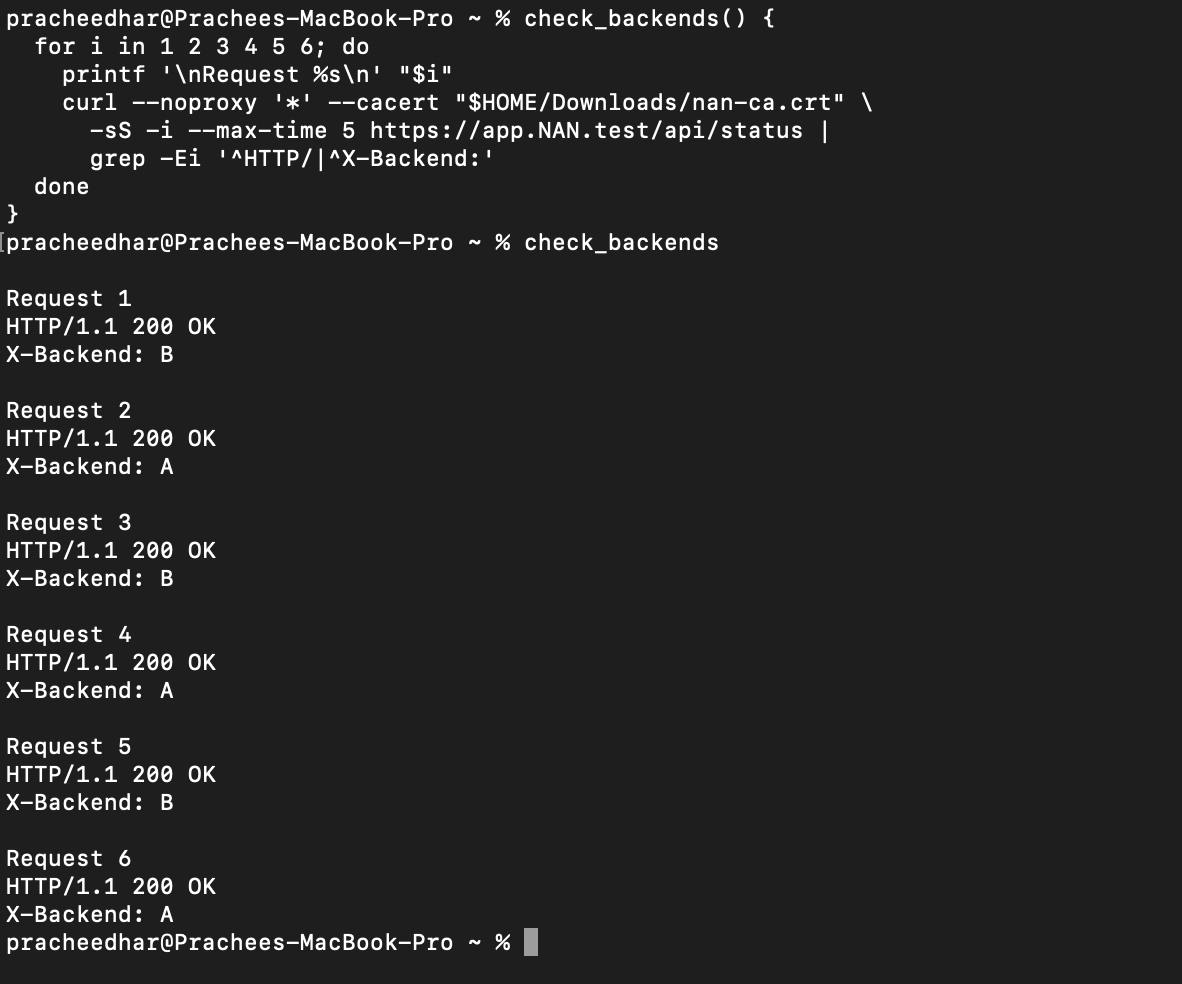 pracheedhar@Prachees-MacBook-Pro ~ % check_backends() {
  for i in 1 2 3 4 5 6; do
    printf '\nRequest %s\n' "$i"
    curl --noproxy '*' --cacert "$HOME/Downloads/nan-ca.crt" \
      -sS -i --max-time 5 https://app.NAN.test/api/status |
      grep -Ei '^HTTP/|^X-Backend:'
  done
}
pracheedhar@Prachees-MacBook-Pro ~ % check_backends

Request 1
HTTP/1.1 200 OK
X-Backend: B

Request 2
HTTP/1.1 200 OK
X-Backend: A

Request 3
HTTP/1.1 200 OK
X-Backend: B

Request 4
HTTP/1.1 200 OK
X-Backend: A

Request 5
HTTP/1.1 200 OK
X-Backend: B

Request 6
HTTP/1.1 200 OK
X-Backend: A
pracheedhar@Prachees-MacBook-Pro ~ %